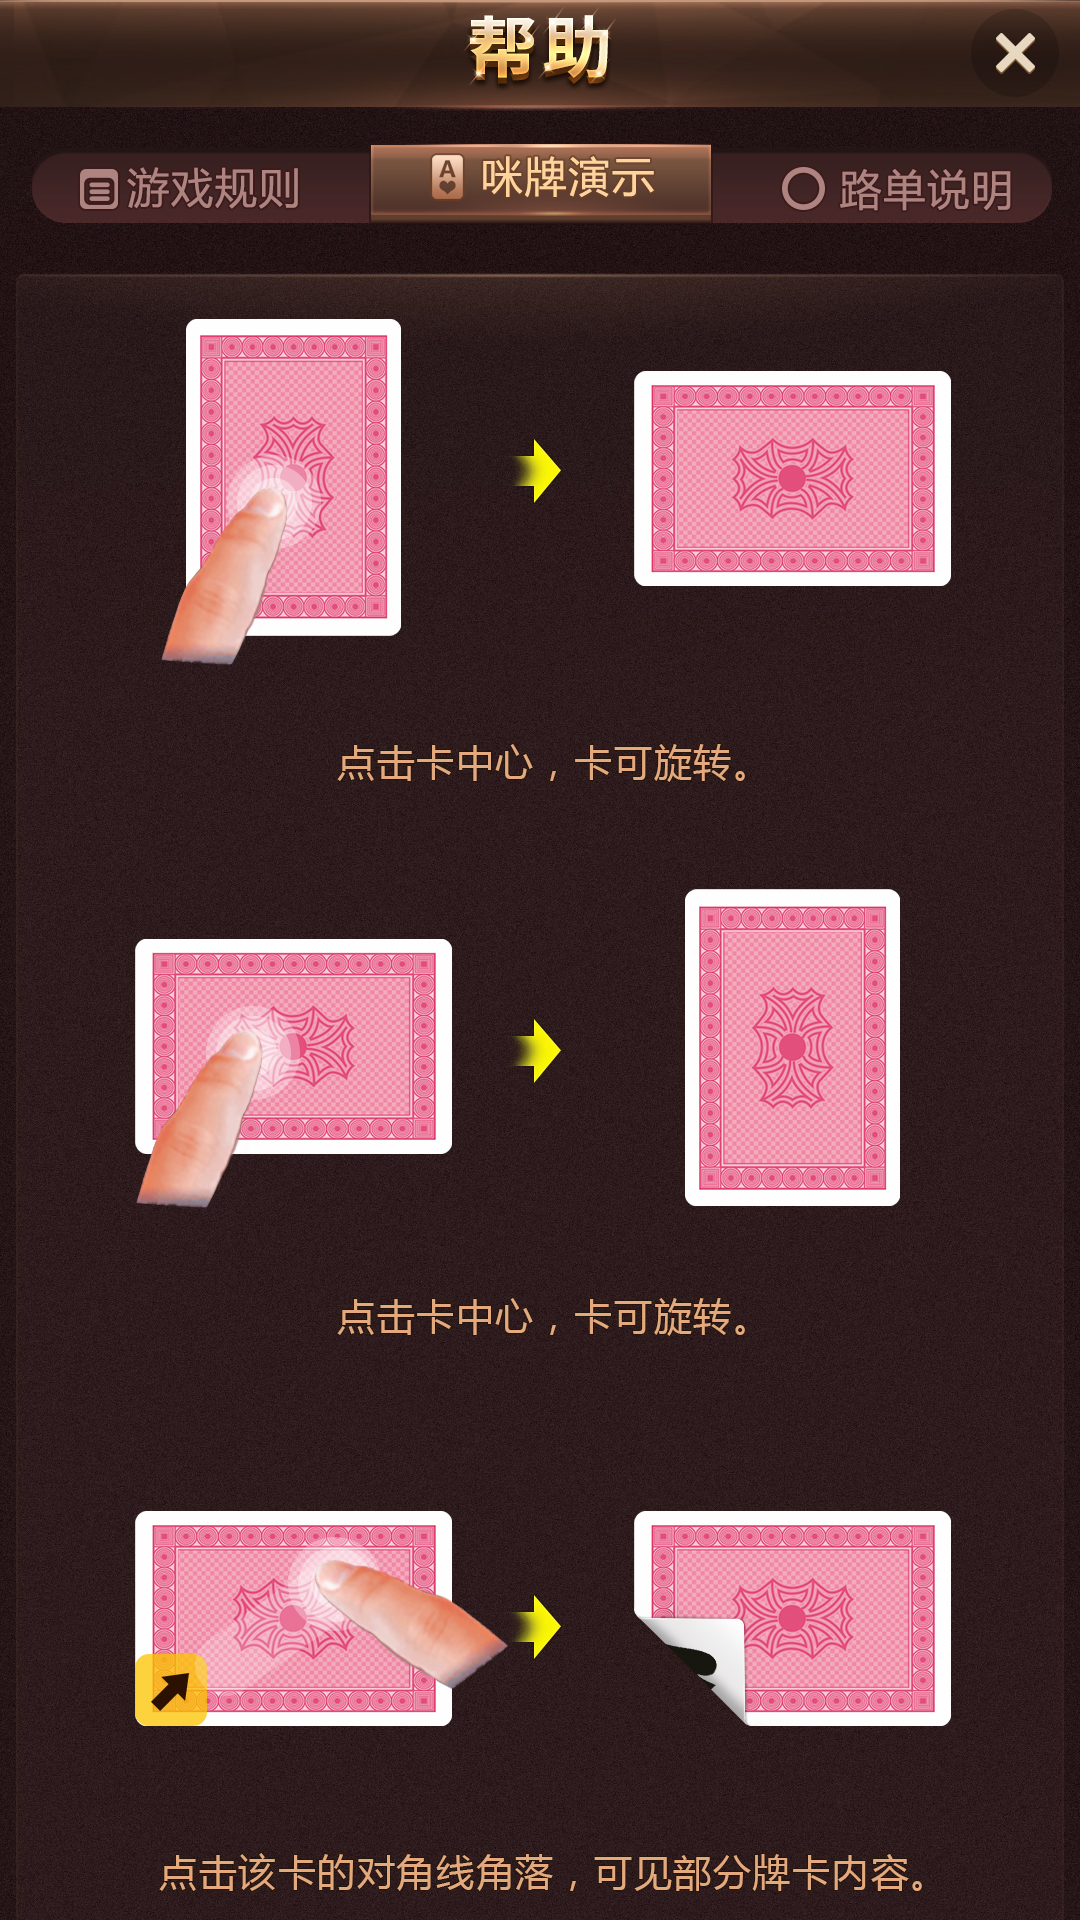 帮助
游戏规则
A 咪牌演示
路单说明
点击卡中心，卡可旋转。
点击卡中心，卡可旋转。
点击该卡的对角线角落，可见部分牌卡内容。